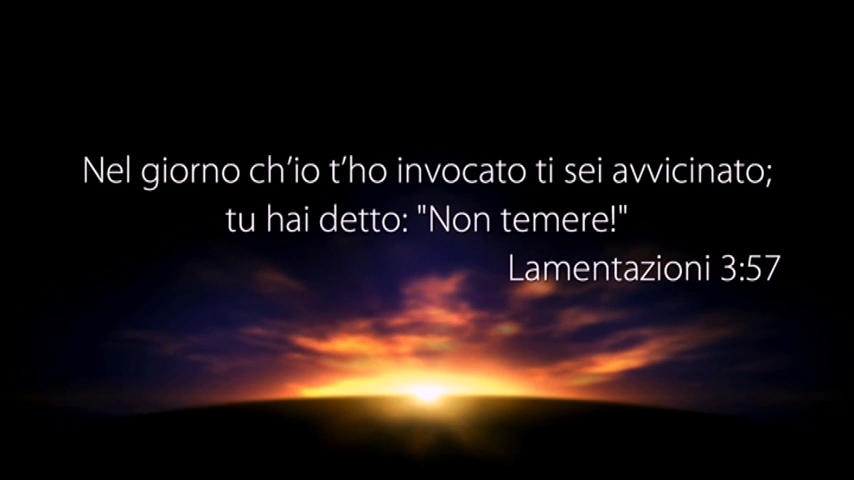 Nel giorno ch’io t’ho invocato ti sei avvicinato;
tu hai detto: "Non temere!"
Lamentazioni 3:57